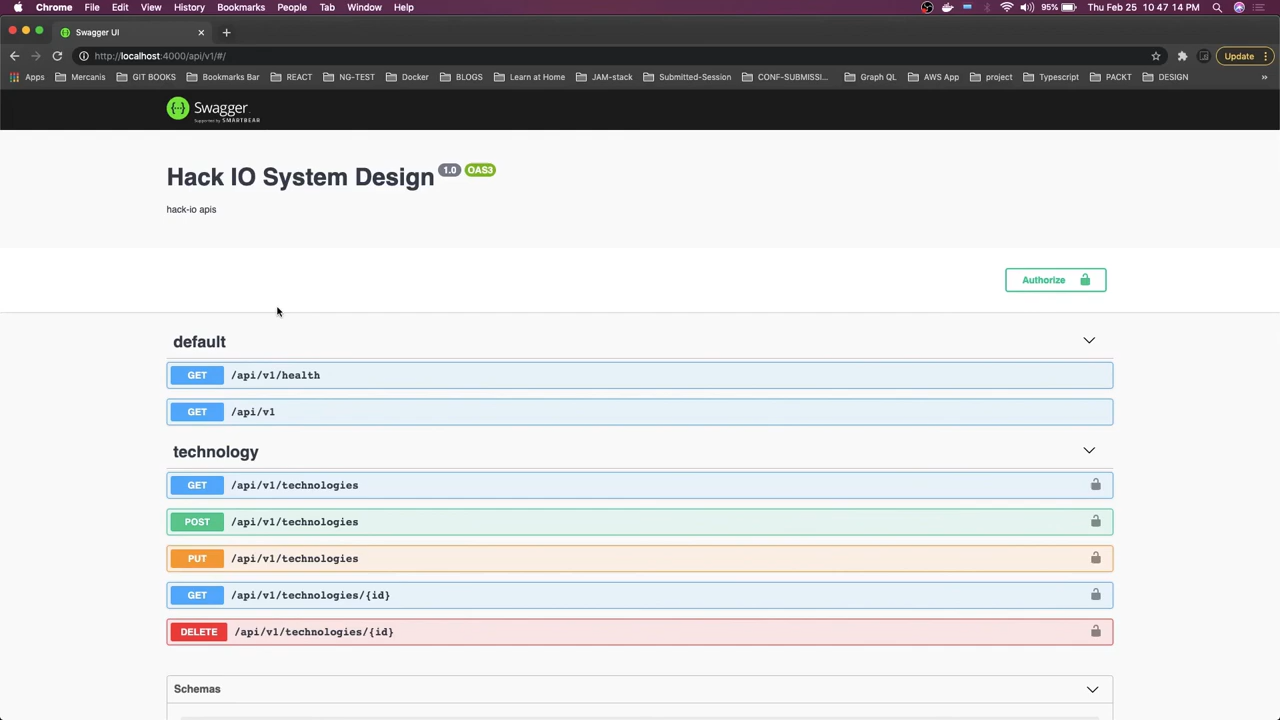 Chrome File Edit View History Bookmarks People Tab Window Help 95% Thu Feb 25 10:47:14 PM
Swagger UI
http://localhost:4000/api/v1/#/ Update
Apps Mercanis GIT BOOKS Bookmarks Bar REACT NG-TEST Docker BLOGS Learn at Home JAM-stack Submitted-Session CONF-SUBMISSI... Graph QL AWS App project Typescript PACKT DESIGN »
Swagger
Supported by SMARTBEAR
Hack IO System Design 1.0 OAS3
hack-io apis
Authorize
default
GET /api/v1/health
GET /api/v1
technology
GET /api/v1/technologies
POST /api/v1/technologies
PUT /api/v1/technologies
GET /api/v1/technologies/{id}
DELETE /api/v1/technologies/{id}
Schemas